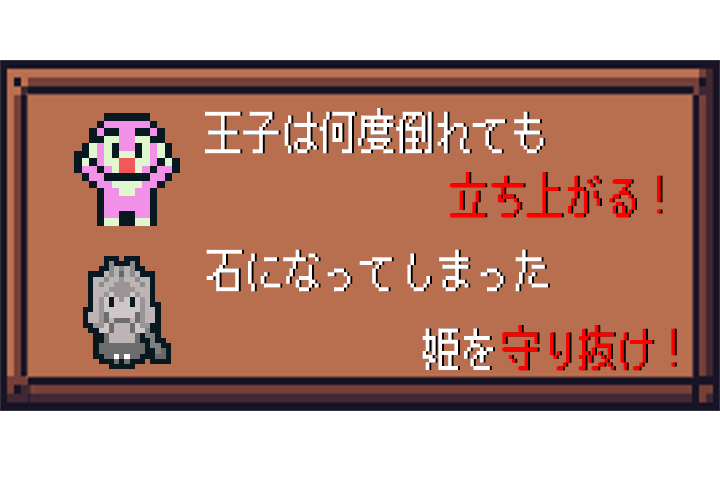 王子は何度倒れても
立ち上がる！
石になってしまった
姫を守り抜け！